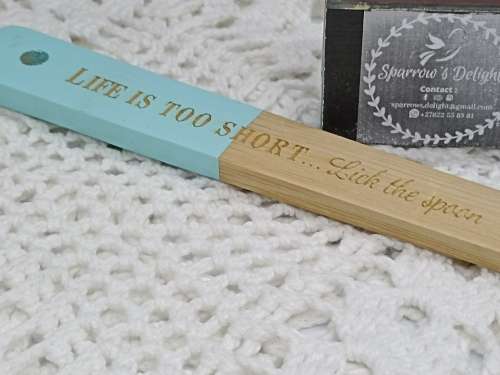 LIFE IS TOO SHORT... Lick the spoon
Sparrow's Delight
Contact :
sparrows.delight@gmail.com